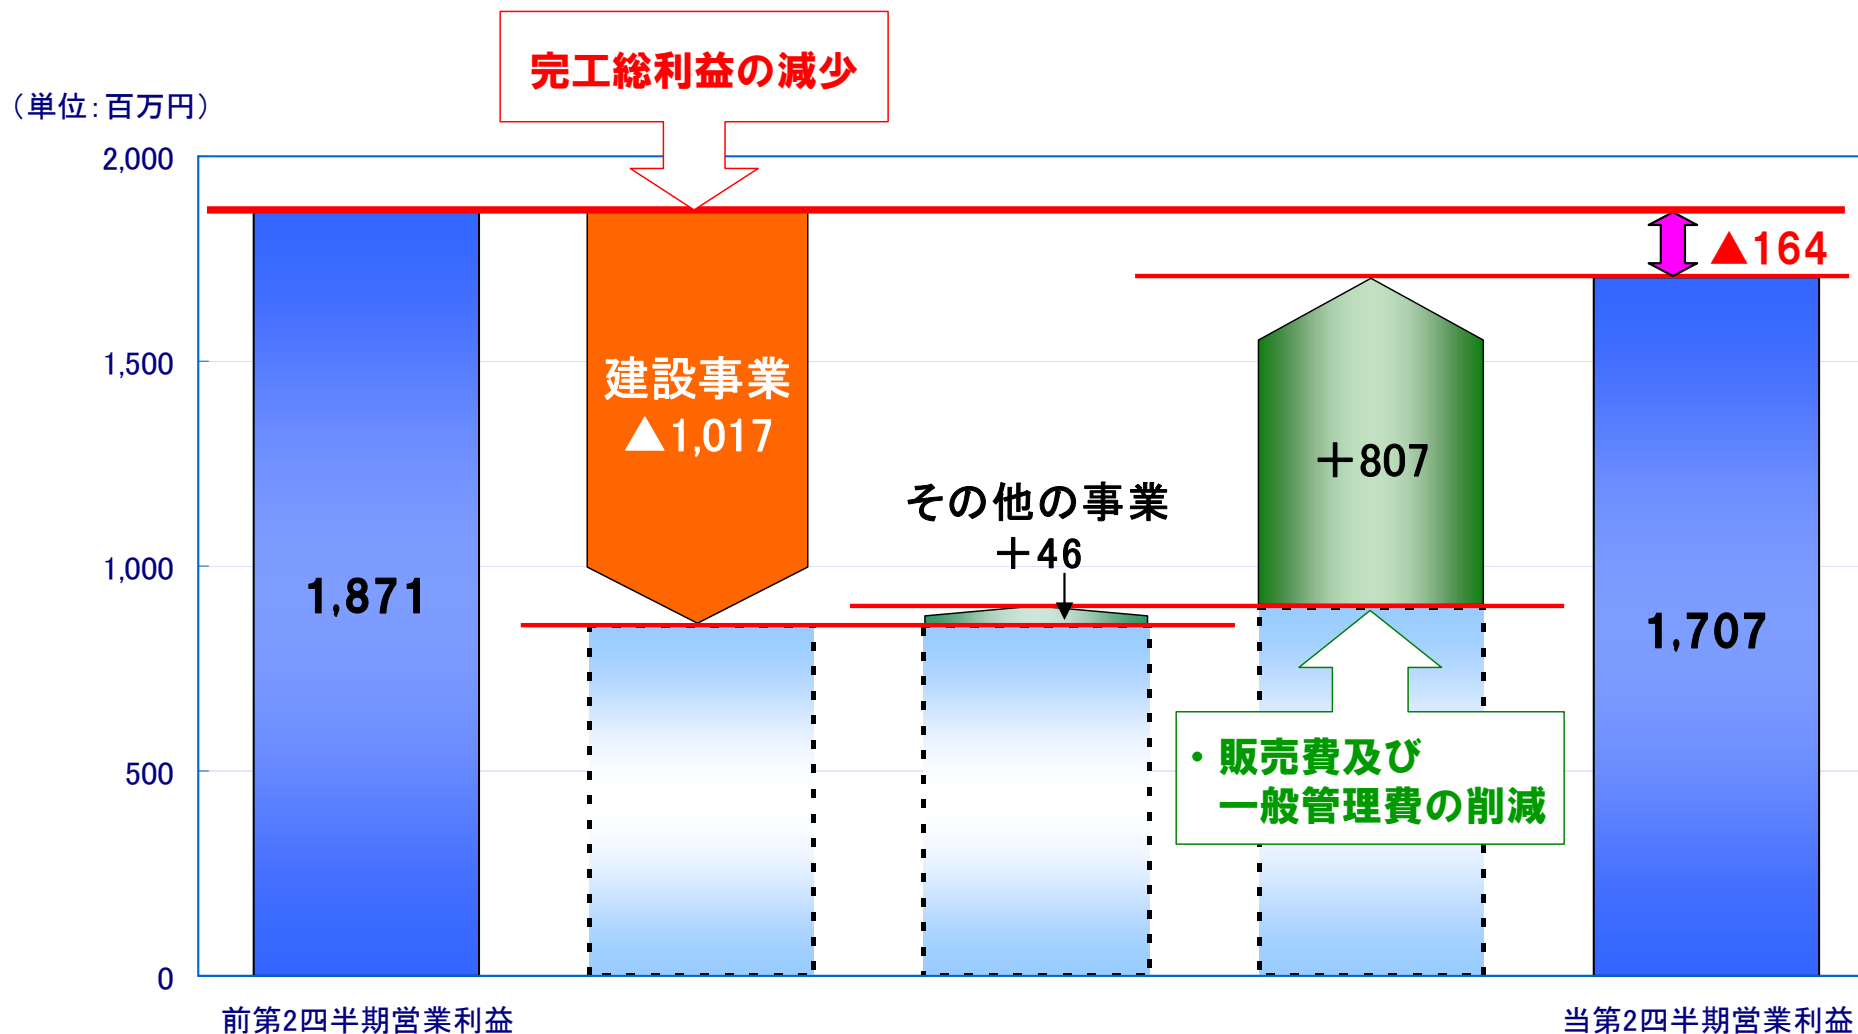 完工総利益の減少
（単位：百万円）
2,000
▲164
1,500
建設事業
▲1,017
＋807
その他の事業
＋46
1,000
1,871
1,707
・販売費及び
一般管理費の削減
500
0
前第2四半期営業利益
当第2四半期営業利益